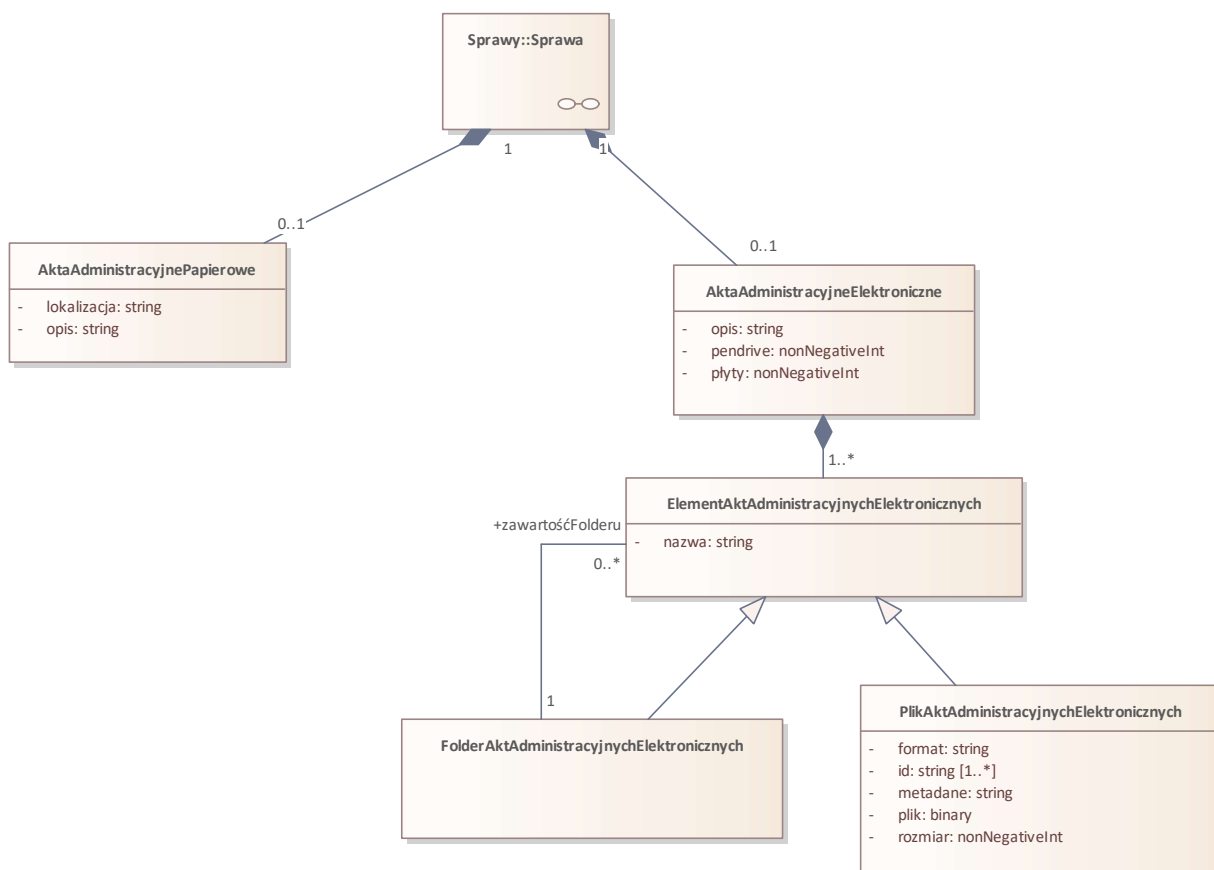 Sprawy::Sprawa
1
1
0..1
0..1
AktaAdministracyjnePapierowe
- lokalizacja: string
- opis: string
AktaAdministracyjneElektroniczne
- opis: string
- pendrive: nonNegativeInt
- płyty: nonNegativeInt
1..*
ElementAktAdministracyjnychElektronicznych
- nazwa: string
+zawartośćFolderu
0..*
1
FolderAktAdministracyjnychElektronicznych
PlikAktAdministracyjnychElektronicznych
- format: string
- id: string [1..*]
- metadane: string
- plik: binary
- rozmiar: nonNegativeInt